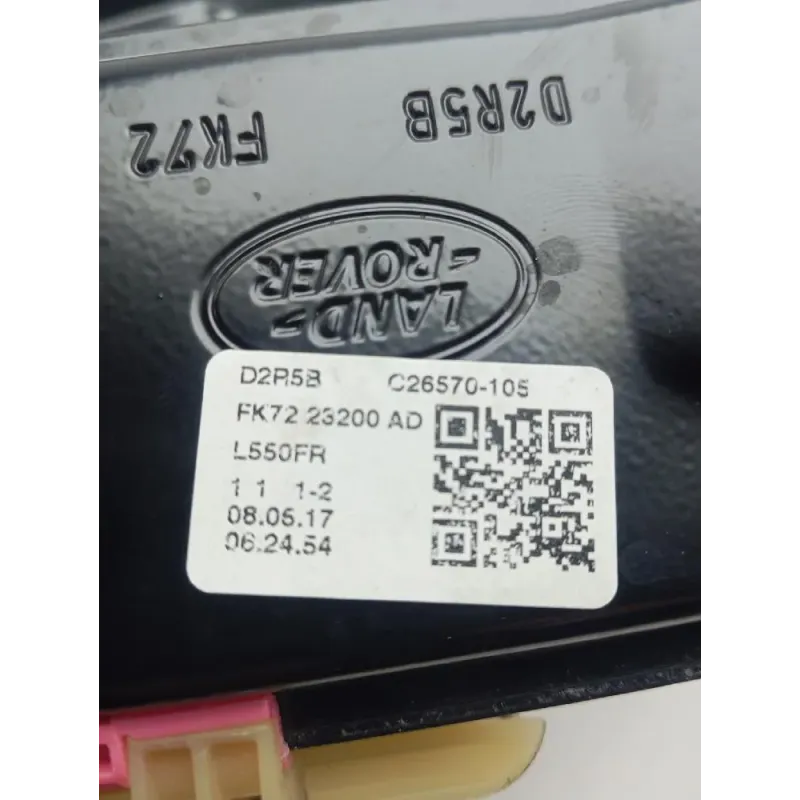 FK72 D2R5B
LAND-
-ROVER
D2R5B C26570-105
FK72 23200 AD
L550FR
1 1 1-2
08.05.17
06.24.54